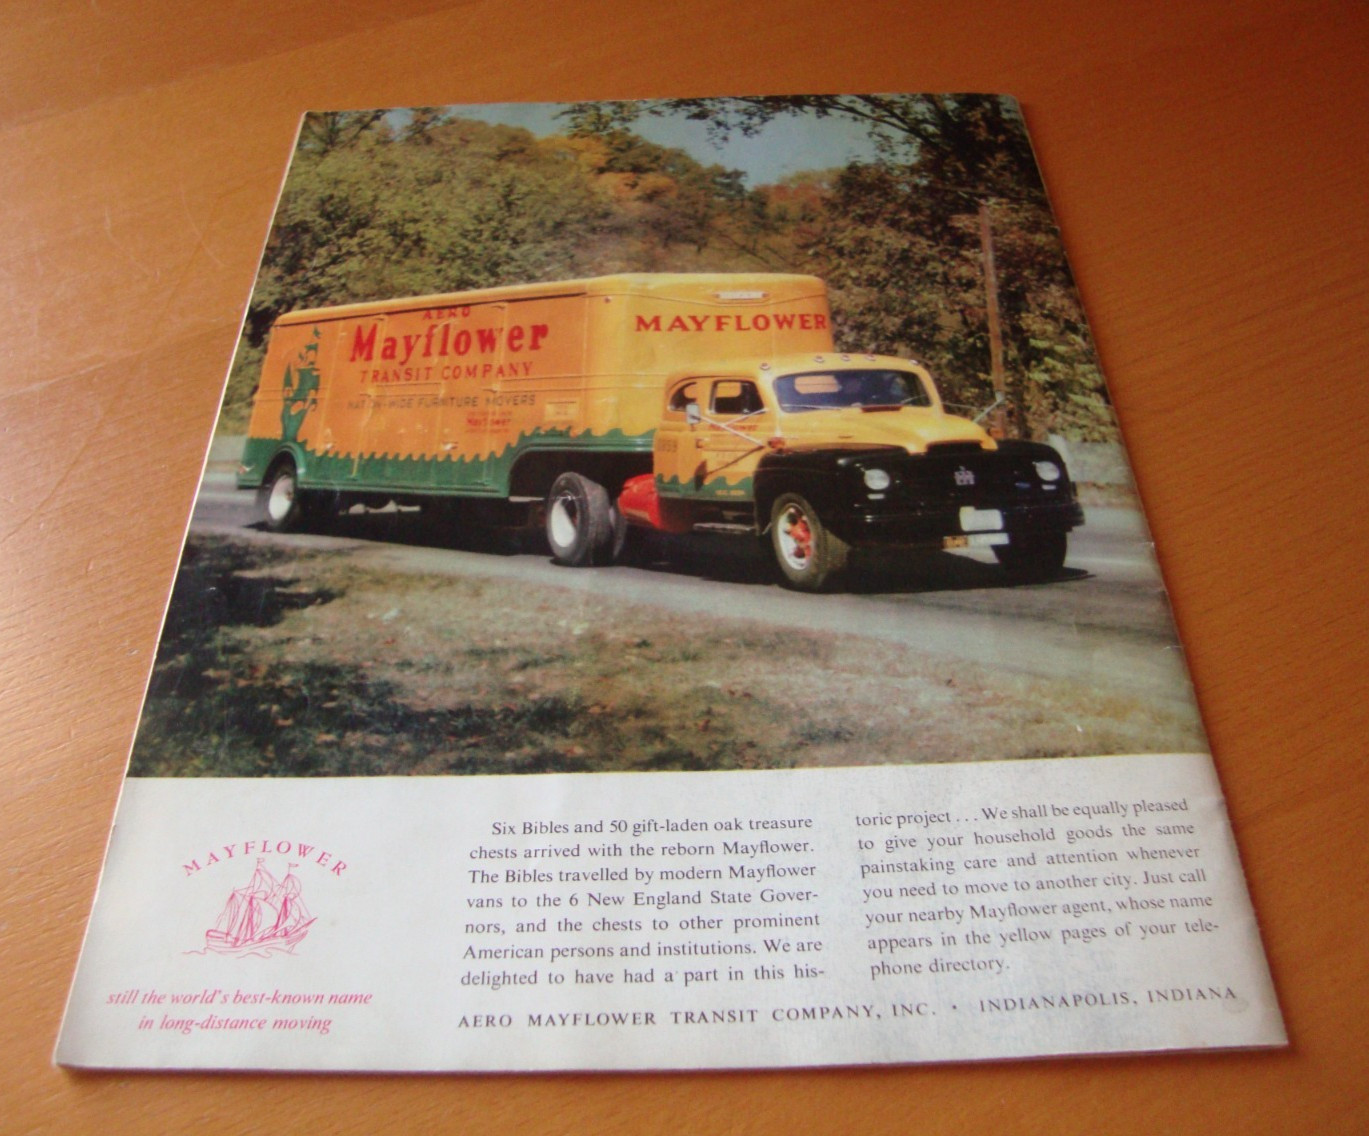 AERO
Mayflower
TRANSIT COMPANY
NATION-WIDE FURNITURE MOVERS
Mayflower
MAYFLOWER
MAYFLOWER
still the world's best-known name
in long-distance moving
Six Bibles and 50 gift-laden oak treasure
chests arrived with the reborn Mayflower.
The Bibles travelled by modern Mayflower
vans to the 6 New England State Gover-
nors, and the chests to other prominent
American persons and institutions. We are
delighted to have had a part in this his-
toric project . . . We shall be equally pleased
to give your household goods the same
painstaking care and attention whenever
you need to move to another city. Just call
your nearby Mayflower agent, whose name
appears in the yellow pages of your tele-
phone directory.
AERO MAYFLOWER TRANSIT COMPANY, INC. • INDIANAPOLIS, INDIANA